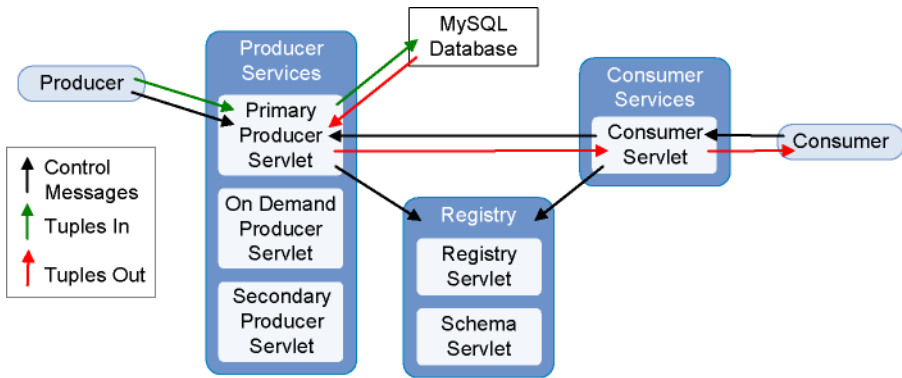 MySQL
Database
Producer
Services
Producer
Primary
Producer
Servlet
Consumer
Services
Consumer
Servlet
Consumer
Control
Messages
Tuples In
Tuples Out
On Demand
Producer
Servlet
Secondary
Producer
Servlet
Registry
Registry
Servlet
Schema
Servlet